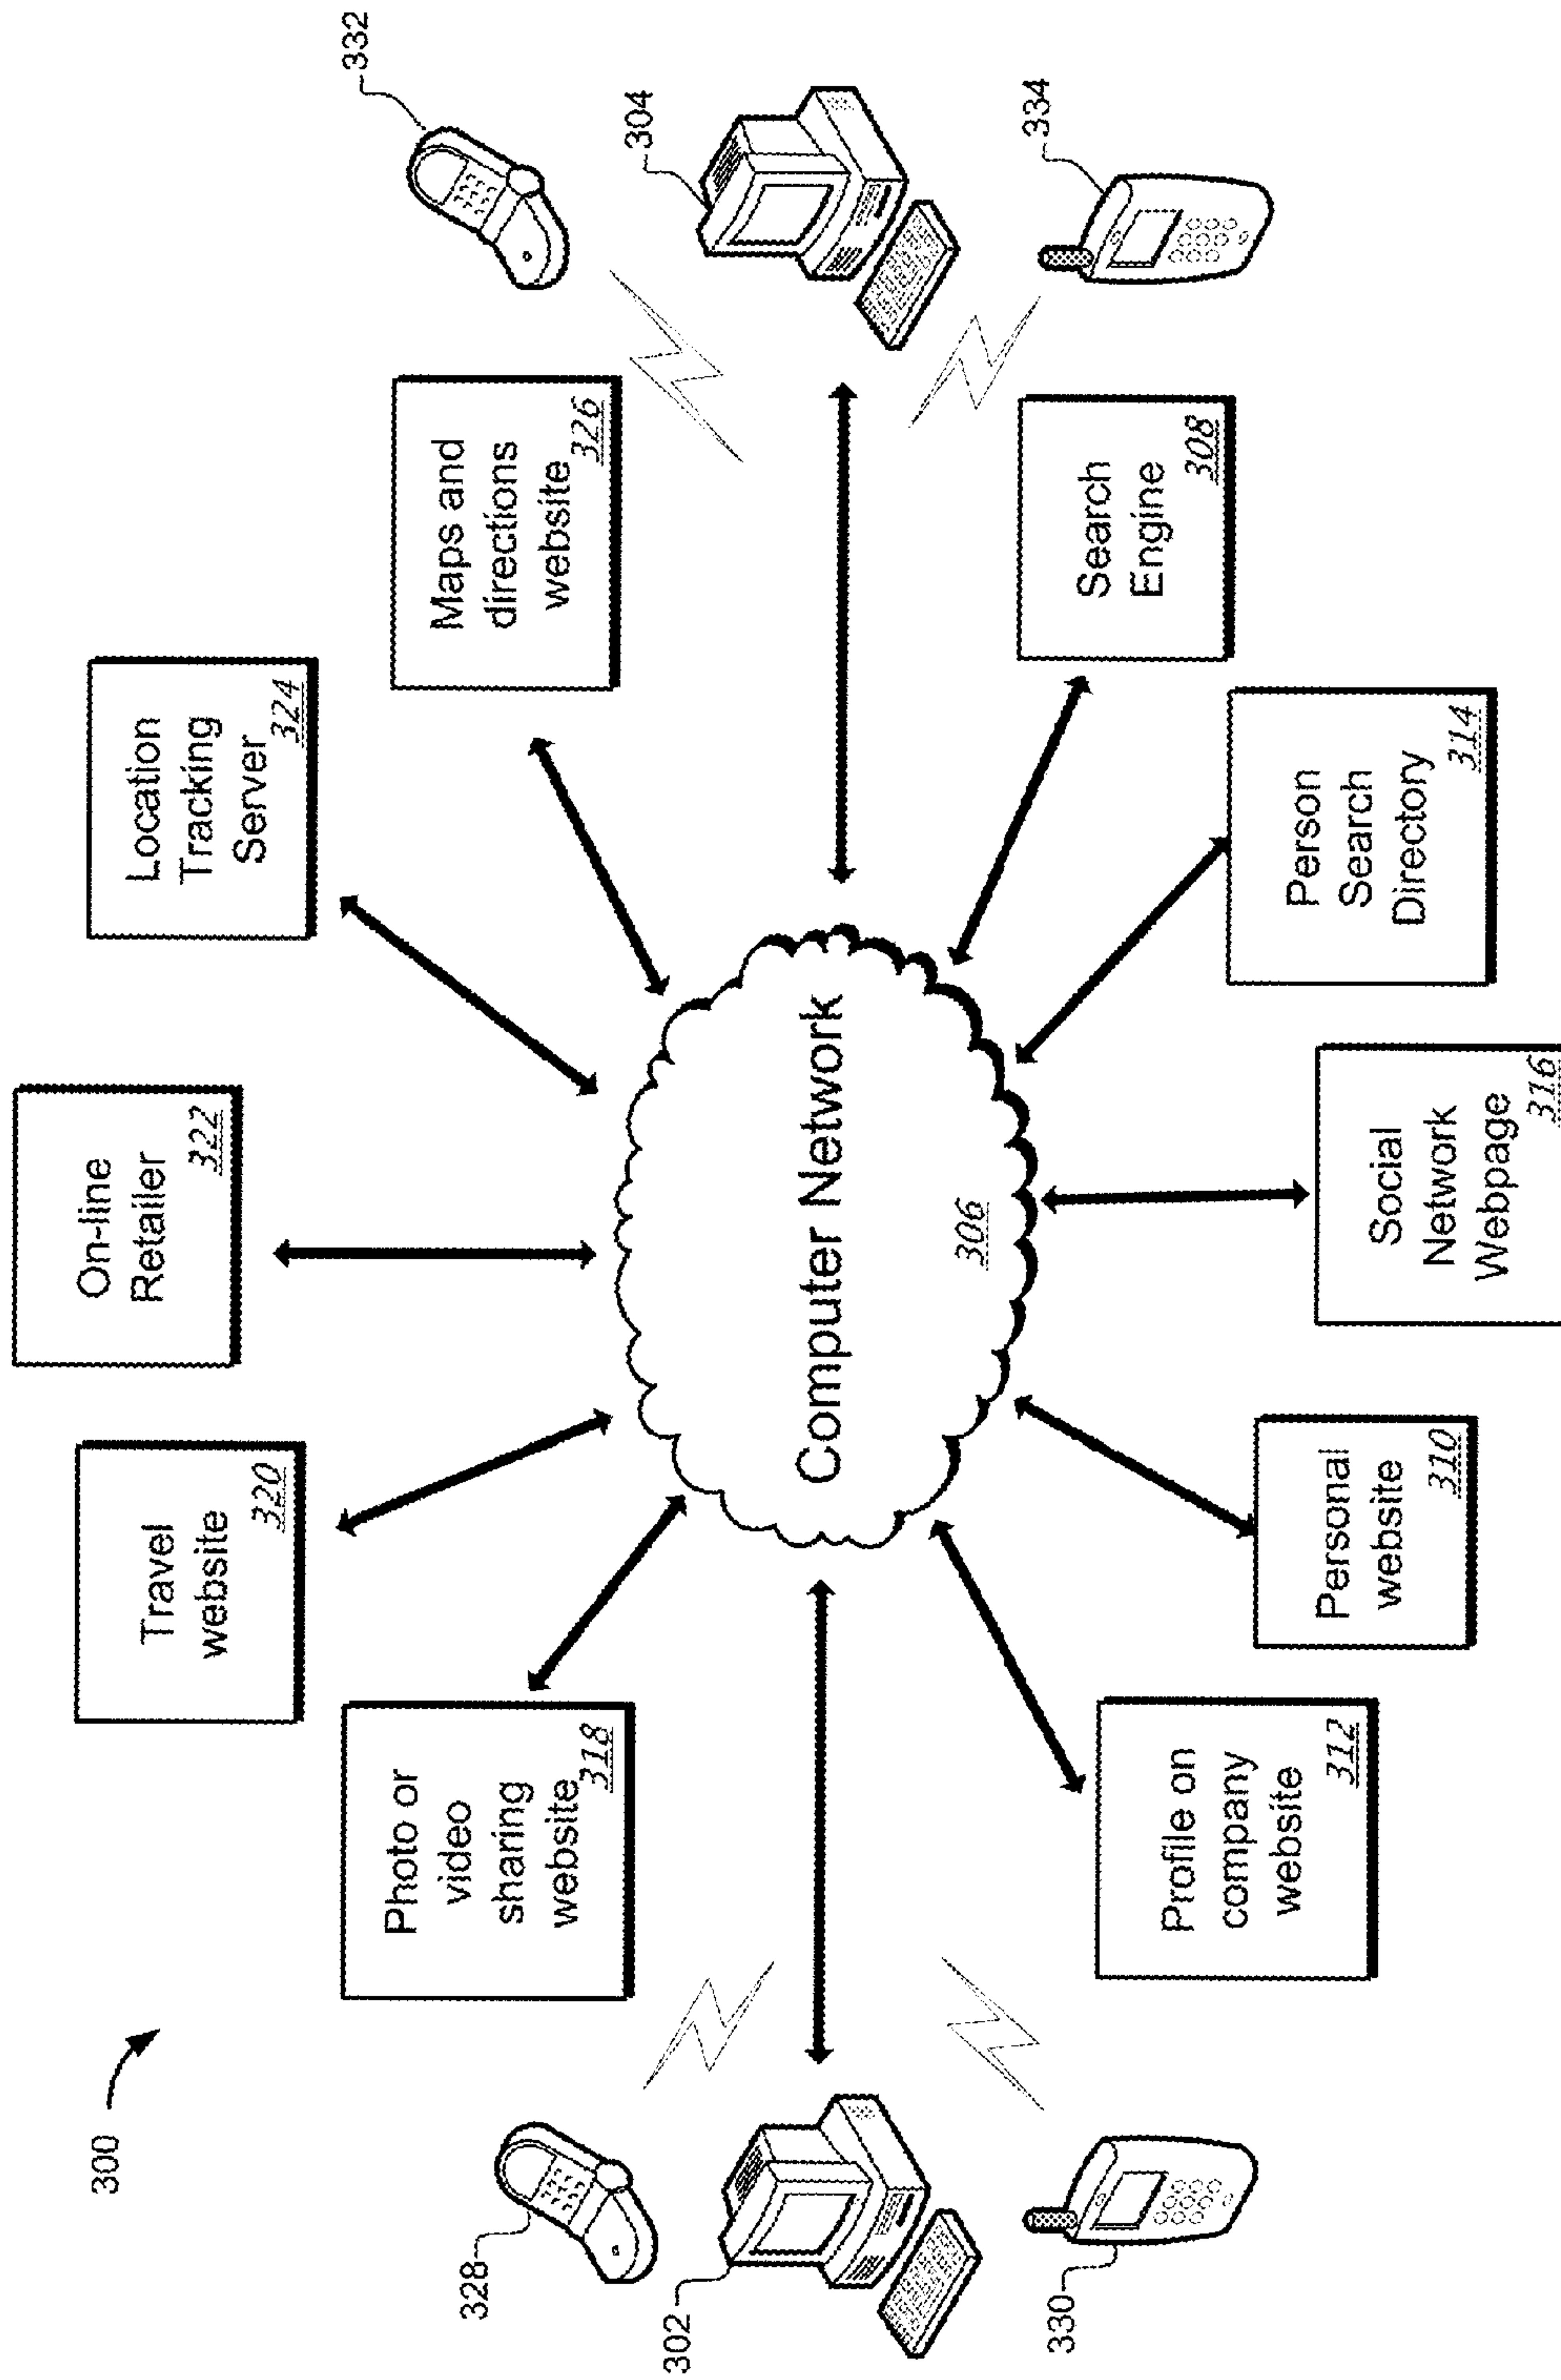 300
On-line
Retailer
322
Travel
website
320
Location
Tracking
Server
324
Photo or
video
sharing
website
318
Maps and
directions
website
326
328
332
302
304
330
334
Computer Network
306
Profile on
company
website
312
Personal
website
310
Social
Network
Webpage
316
Person
Search
Directory
314
Search
Engine
308